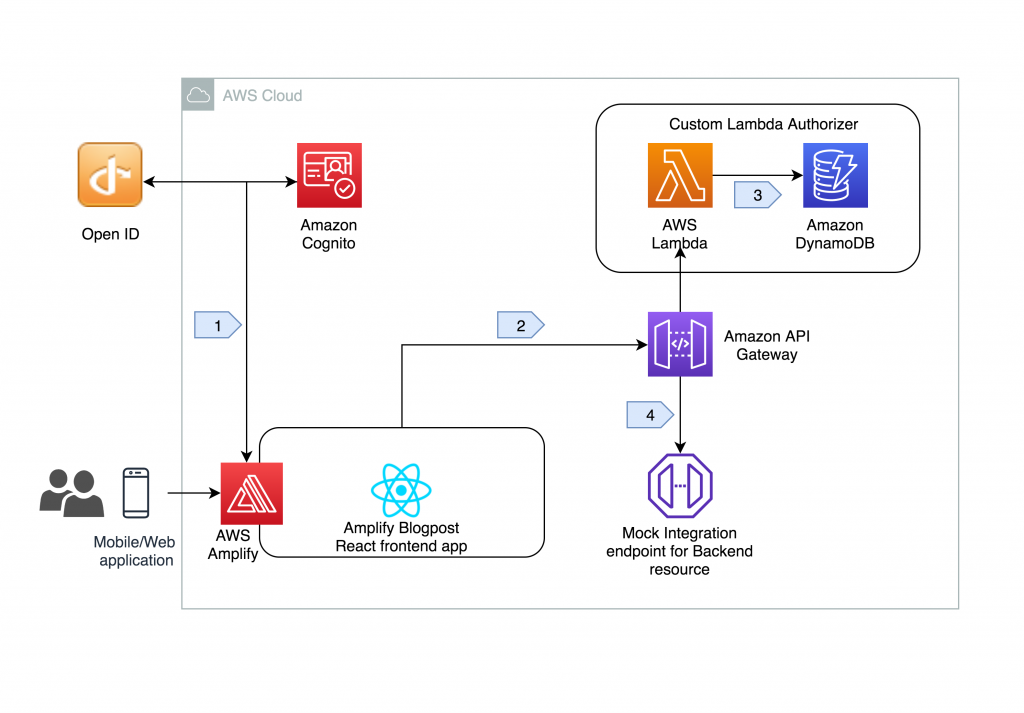 AWS Cloud
Custom Lambda Authorizer
Open ID
Amazon
Cognito
AWS
Lambda
3
Amazon
DynamoDB
1
2
Amazon API
Gateway
4
Mobile/Web
application
AWS
Amplify
Amplify Blogpost
React frontend app
</>
Mock Integration
endpoint for Backend
resource